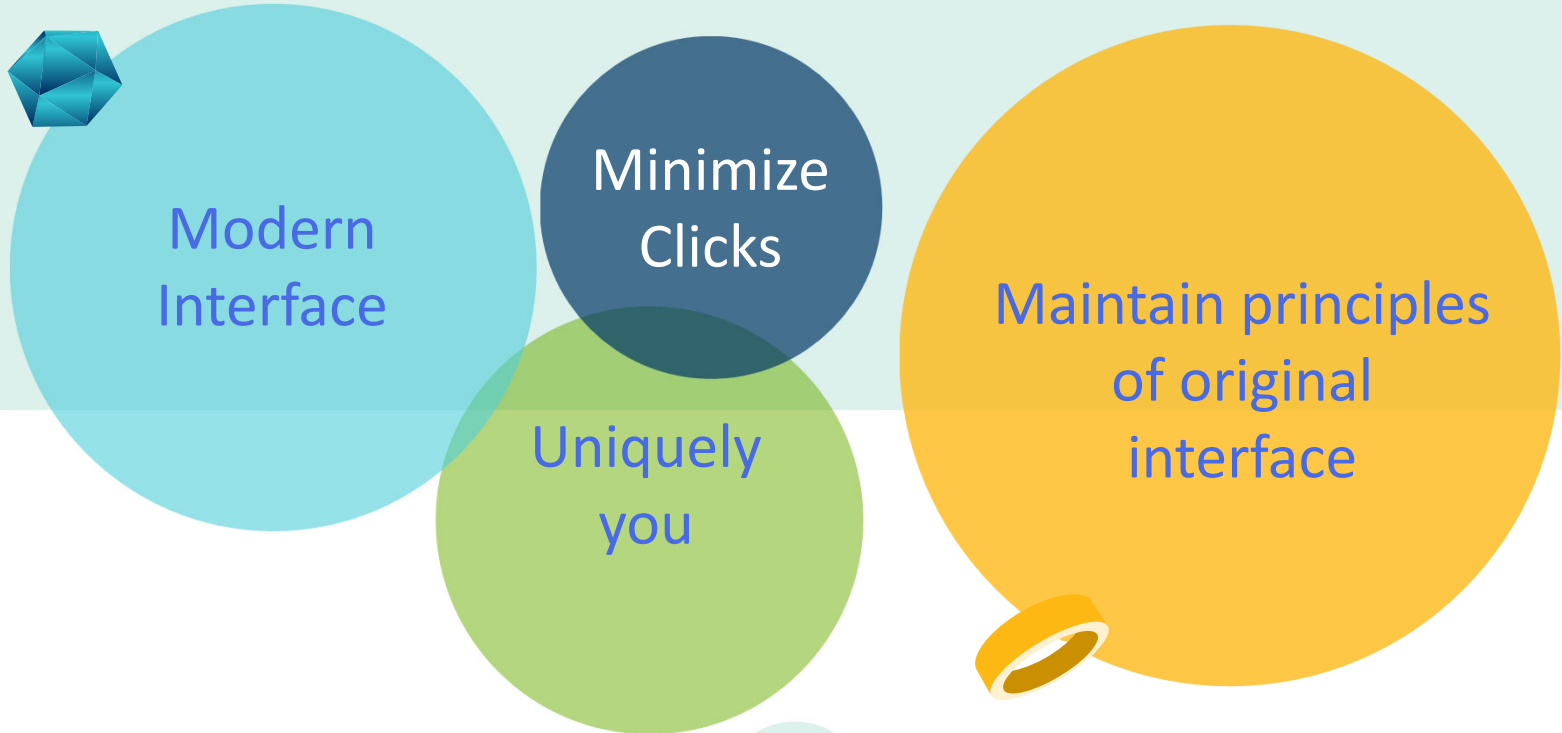 Modern
Interface
Minimize
Clicks
Uniquely
you
Maintain principles
of original
interface